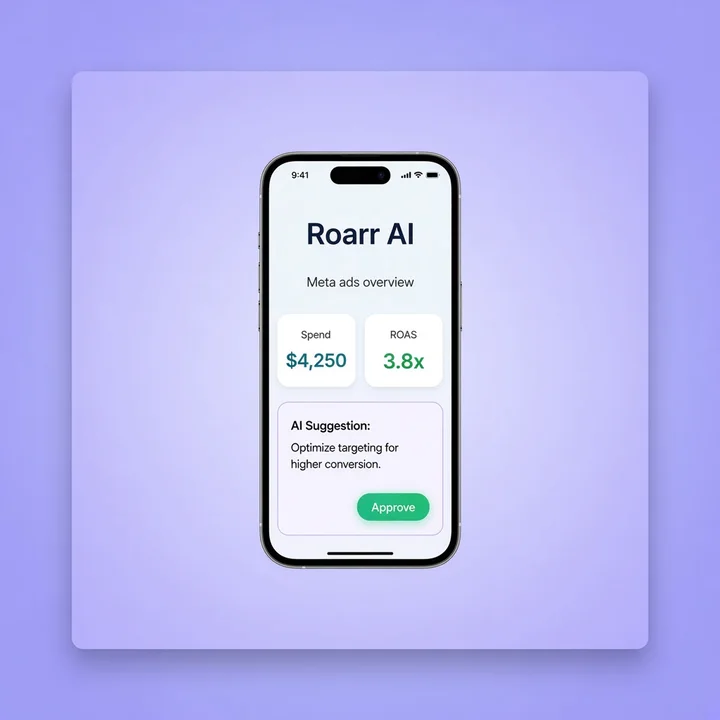 9:41
Roarr AI
Meta ads overview
Spend
$4,250
ROAS
3.8x
AI Suggestion:
Optimize targeting for
higher conversion.
Approve